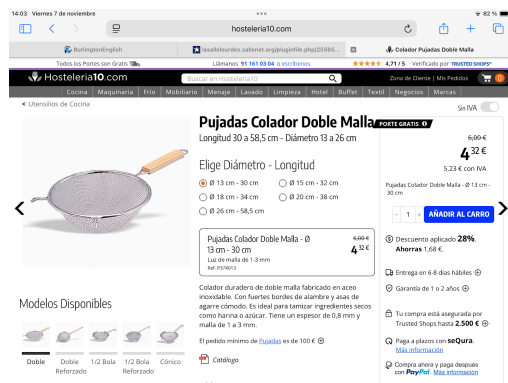 14:03 Viernes 7 de noviembre
82 %
hosteleria10.com
BurlingtonEnglish
lasallelourdes.sallenet.org/pluginfile.php/25565...
Colador Pujadas Doble Malla
Todos los Portes son Gratis
Llámanos 91 161 03 04 o escríbenos
4,71 / 5 · Verificado por TRUSTED SHOPS®
Hosteleria10.com
Buscar en Hosteleria10
Zona de Cliente | Mis Pedidos
0
Cocina Maquinaria Frío Mobiliario Menaje Lavado Limpieza Hotel Buffet Textil Negocios Marcas
< Utensilios de Cocina
Sin IVA
Pujadas Colador Doble Malla
Longitud 30 a 58,5 cm - Diámetro 13 a 26 cm
Elige Diámetro - Longitud
Ø 13 cm - 30 cm
Ø 15 cm - 32 cm
Ø 18 cm - 34 cm
Ø 20 cm - 38 cm
Ø 26 cm - 58,5 cm
Pujadas Colador Doble Malla - Ø 13 cm - 30 cm
6,00 €
4 32 €
Luz de malla de 1-3 mm
Ref. P374013
Colador duradero de doble malla fabricado en acero
inoxidable. Con fuertes bordes de alambre y asas de
agarre cómodo. Es ideal para tamizar ingredientes secos
como harina o azúcar. Tiene un espesor de 0,8 mm y
malla de 1 a 3 mm.
El pedido mínimo de Pujadas es de 100 €
Catálogo
Modelos Disponibles
Doble
Doble Reforzado
1/2 Bola
1/2 Bola Reforzado
Cónico
PORTE GRATIS
6,00 €
4 32 €
5,23 € con IVA
Pujadas Colador Doble Malla - Ø 13 cm -
30 cm
- 1 +
AÑADIR AL CARRO
Descuento aplicado 28%.
Ahorras 1,68 €.
Entrega en 6-8 días hábiles
Garantía de 1 o 2 años
Tu compra está asegurada por
Trusted Shops hasta 2.500 €
Paga a plazos con seQura.
Más información
Compra ahora y paga después
con PayPal. Más información